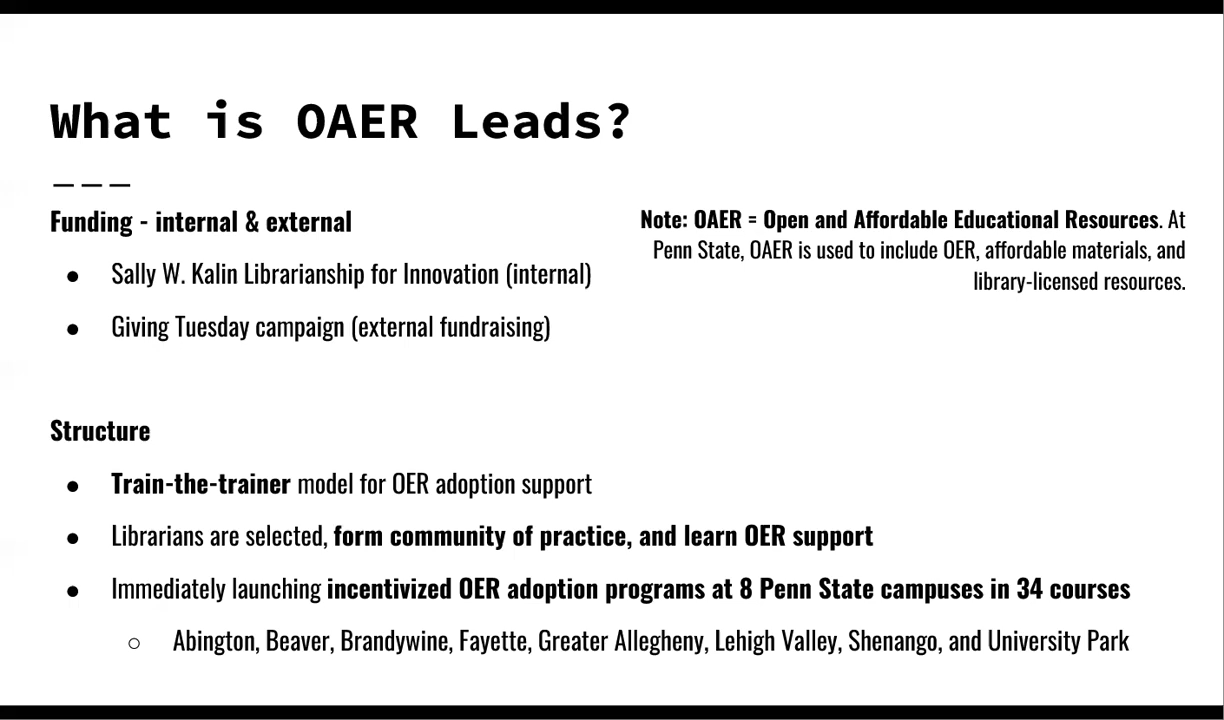 What is OAER Leads?
Funding - internal & external
● Sally W. Kalin Librarianship for Innovation (internal)
● Giving Tuesday campaign (external fundraising)
Note: OAER = Open and Affordable Educational Resources. At
Penn State, OAER is used to include OER, affordable materials, and
library-licensed resources.
Structure
● Train-the-trainer model for OER adoption support
● Librarians are selected, form community of practice, and learn OER support
● Immediately launching incentivized OER adoption programs at 8 Penn State campuses in 34 courses
○ Abington, Beaver, Brandywine, Fayette, Greater Allegheny, Lehigh Valley, Shenango, and University Park